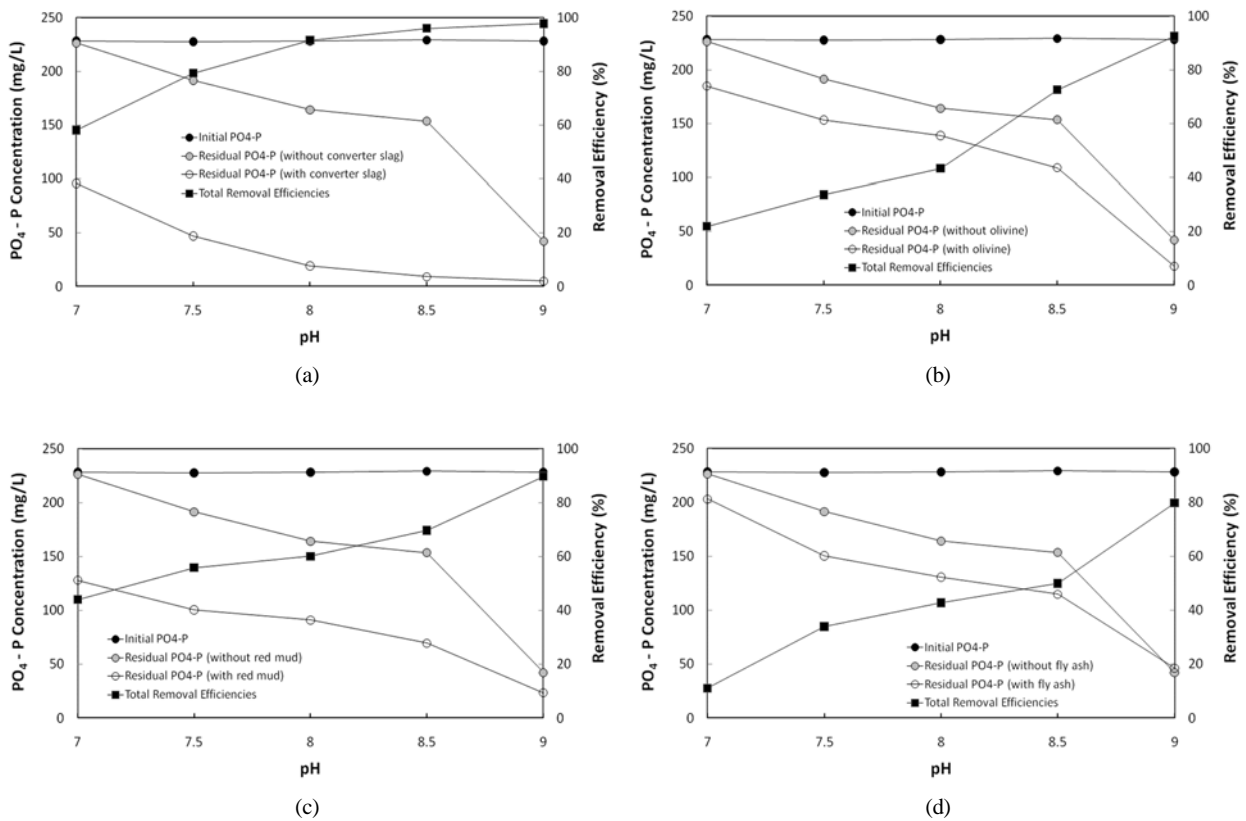 250
200
150
100
50
0
PO4 - P Concentration (mg/L)
100
80
60
40
20
0
Removal Efficiency (%)
Initial PO4-P
Residual PO4-P (without converter slag)
Residual PO4-P (with converter slag)
Total Removal Efficiencies
7 7.5 8 8.5 9
pH
(a)
250
200
150
100
50
0
PO4 - P Concentration (mg/L)
100
80
60
40
20
0
Removal Efficiency (%)
Initial PO4-P
Residual PO4-P (without olivine)
Residual PO4-P (with olivine)
Total Removal Efficiencies
7 7.5 8 8.5 9
pH
(b)
250
200
150
100
50
0
PO4 - P Concentration (mg/L)
100
80
60
40
20
0
Removal Efficiency (%)
Initial PO4-P
Residual PO4-P (without red mud)
Residual PO4-P (with red mud)
Total Removal Efficiencies
7 7.5 8 8.5 9
pH
(c)
250
200
150
100
50
0
PO4 - P Concentration (mg/L)
100
80
60
40
20
0
Removal Efficiency (%)
Initial PO4-P
Residual PO4-P (without fly ash)
Residual PO4-P (with fly ash)
Total Removal Efficiencies
7 7.5 8 8.5 9
pH
(d)